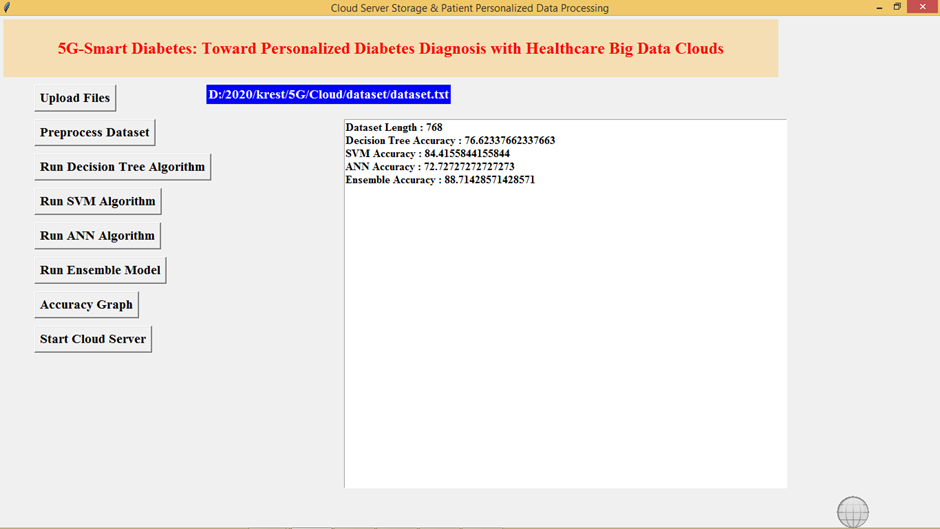 Cloud Server Storage & Patient Personalized Data Processing
5G-Smart Diabetes: Toward Personalized Diabetes Diagnosis with Healthcare Big Data Clouds
Upload Files
D:/2020/krest/5G/Cloud/dataset/dataset.txt
Preprocess Dataset
Run Decision Tree Algorithm
Run SVM Algorithm
Run ANN Algorithm
Run Ensemble Model
Accuracy Graph
Start Cloud Server
Dataset Length : 768
Decision Tree Accuracy : 76.62337662337663
SVM Accuracy : 84.4155844155844
ANN Accuracy : 72.72727272727273
Ensemble Accuracy : 88.71428571428571